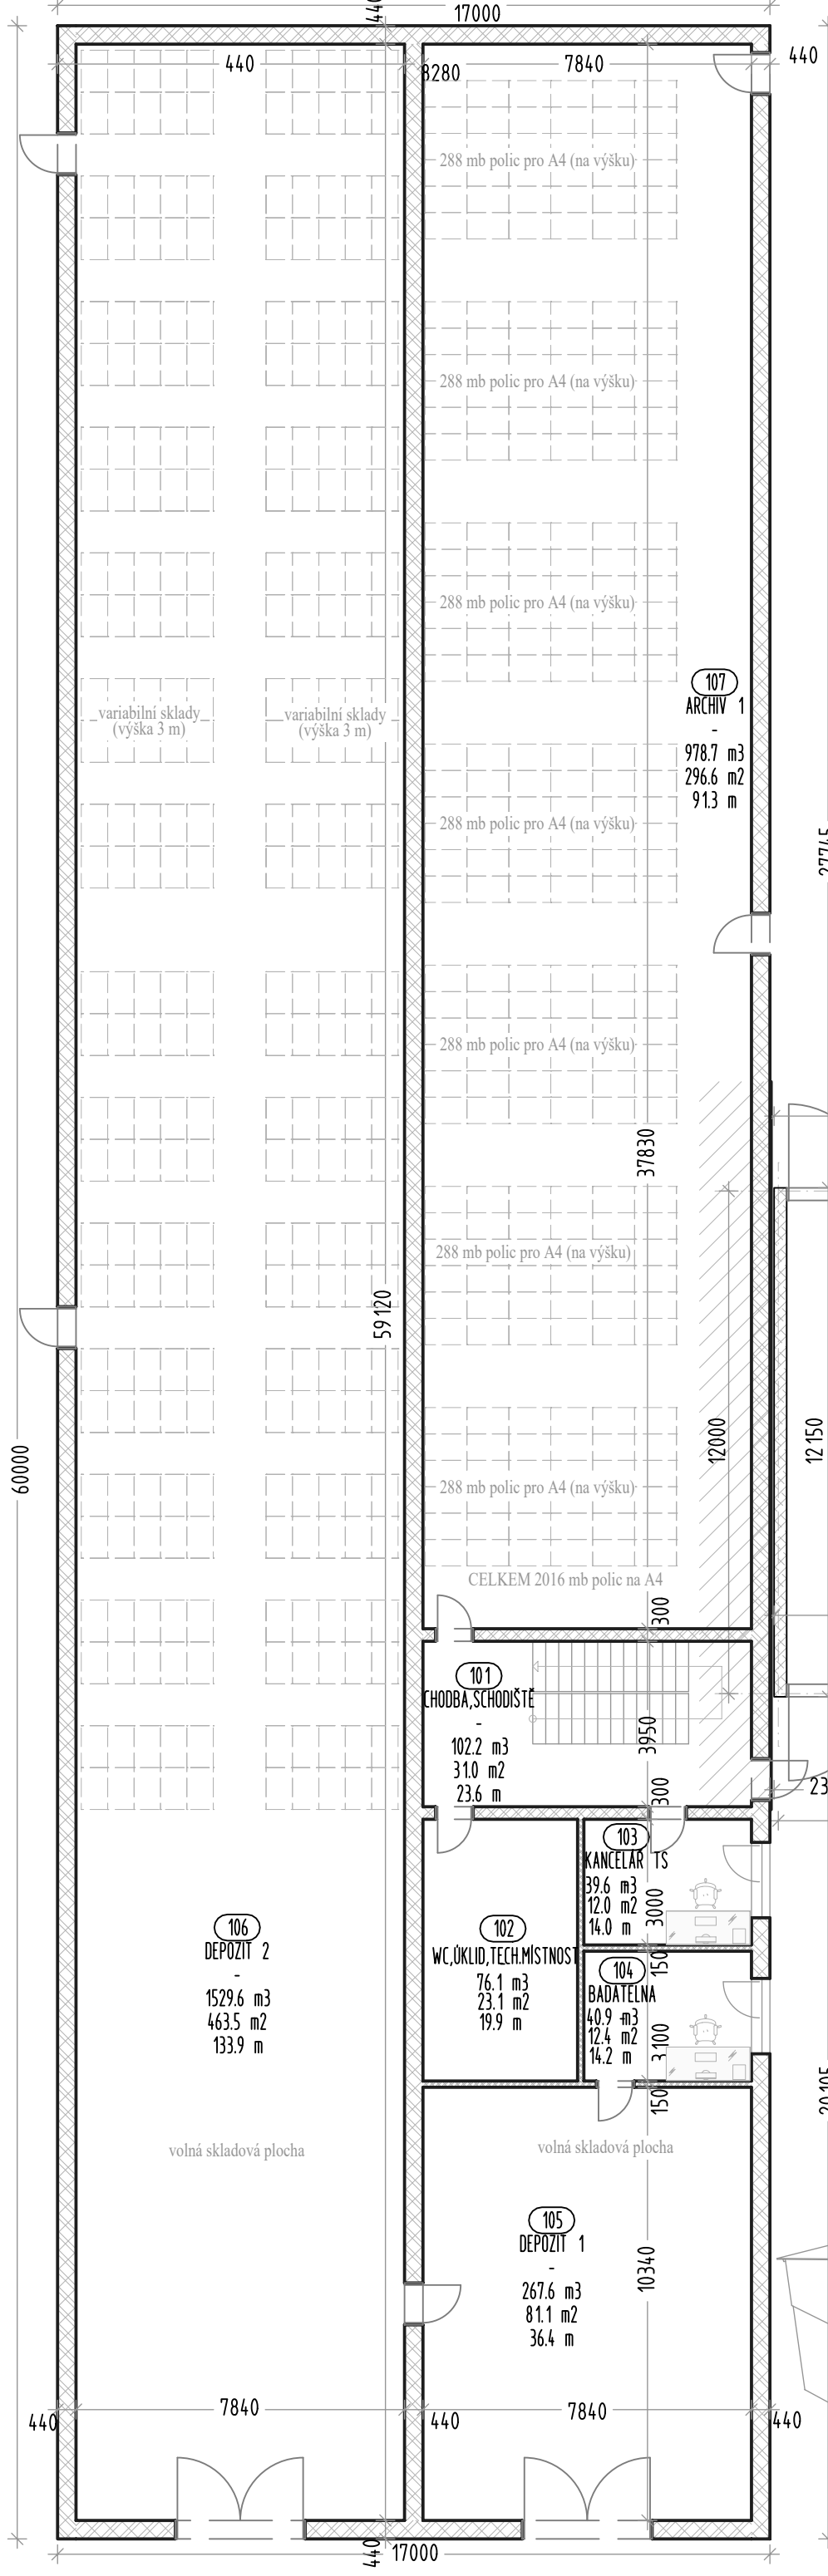 440
17000
440
8280
7840
440
288 mb polic pro A4 (na výšku)
288 mb polic pro A4 (na výšku)
288 mb polic pro A4 (na výšku)
107
ARCHIV 1
-
978.7 m3
296.6 m2
91.3 m
variabilní sklady
(výška 3 m)
variabilní sklady
(výška 3 m)
288 mb polic pro A4 (na výšku)
27745
288 mb polic pro A4 (na výšku)
37830
288 mb polic pro A4 (na výšku)
59120
60000
12000
12150
288 mb polic pro A4 (na výšku)
CELKEM 2016 mb polic na A4
300
101
CHODBA,SCHODIŠTĚ
-
102.2 m3
31.0 m2
23.6 m
3950
300
23
103
KANCELÁŘ TS
39.6 m3
12.0 m2
14.0 m
3000
106
DEPOZIT 2
-
1529.6 m3
463.5 m2
133.9 m
102
WC,ÚKLID,TECH.MÍSTNOST
76.1 m3
23.1 m2
19.9 m
150
104
BADATELNA
40.9 m3
12.4 m2
14.2 m
3100
150
20105
volná skladová plocha
volná skladová plocha
105
DEPOZIT 1
-
267.6 m3
81.1 m2
36.4 m
10340
440
7840
440
7840
440
440
17000